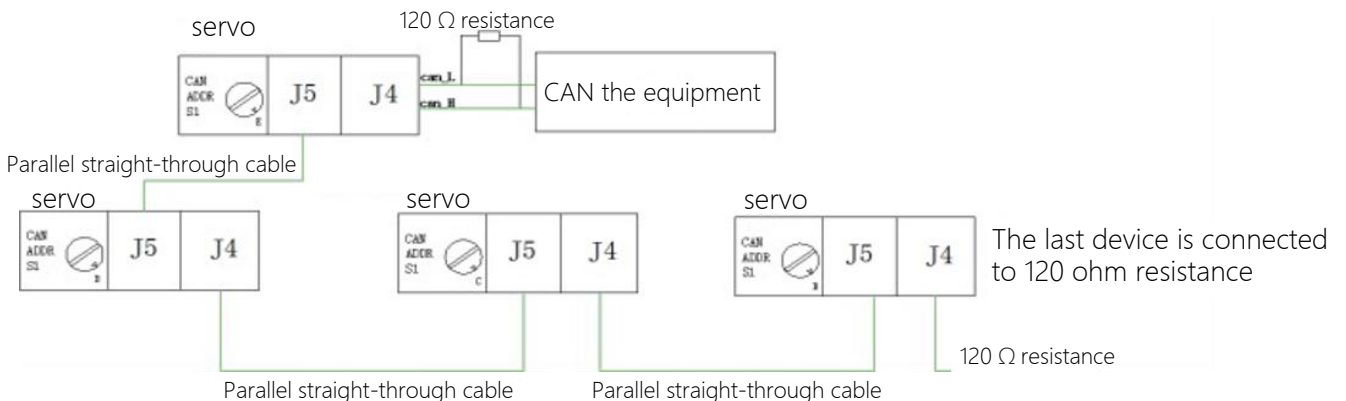 servo
120 Ω resistance
CAN
ADDR
S1
E
J5
J4
can_L
can_H
CAN the equipment
Parallel straight-through cable
servo
CAN
ADDR
S1
J5
J4
servo
CAN
ADDR
S1
C
J5
J4
servo
CAN
ADDR
S1
J5
J4
The last device is connected
to 120 ohm resistance
120 Ω resistance
Parallel straight-through cable
Parallel straight-through cable